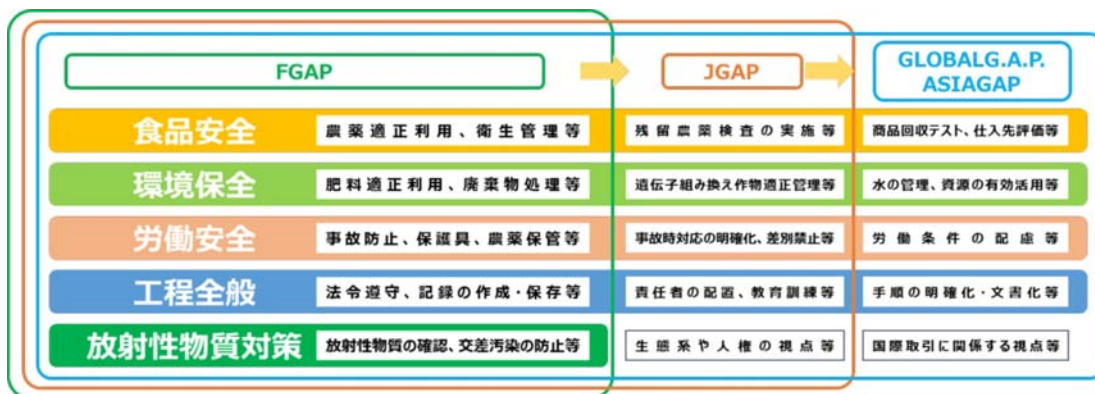 FGAP
JGAP
GLOBALG.A.P.
ASIAGAP
食品安全
農薬適正利用、衛生管理等
残留農薬検査の実施等
商品回収テスト、仕入先評価等
環境保全
肥料適正利用、廃棄物処理等
遺伝子組み換え作物適正管理等
水の管理、資源の有効活用等
労働安全
事故防止、保護具、農薬保管等
事故時対応の明確化、差別禁止等
労働条件の配慮等
工程全般
法令遵守、記録の作成・保存等
責任者の配置、教育訓練等
手順の明確化・文書化等
放射性物質対策
放射性物質の確認、交差汚染の防止等
生態系や人権の視点等
国際取引に関係する視点等